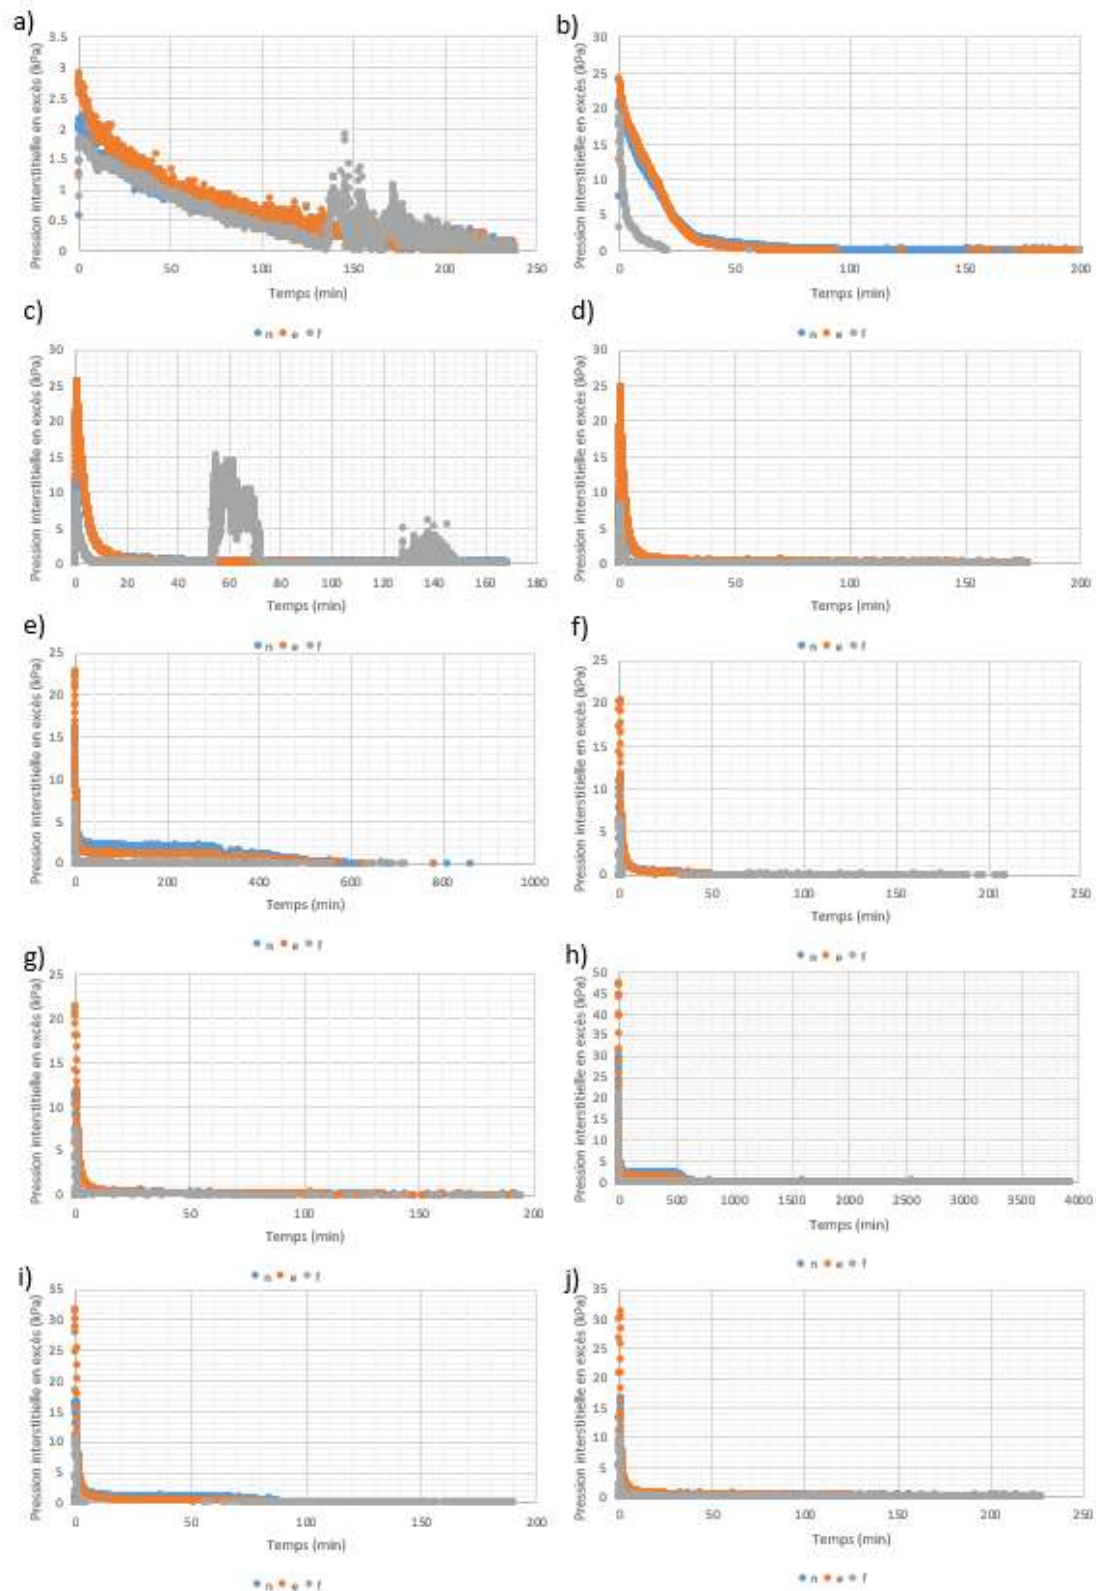 a)
Pression interstitielle en excès (kPa)
3.5
3
2.5
2
1.5
1
0.5
0
0 50 100 150 200 250
Temps (min)
n e f
b)
Pression interstitielle en excès (kPa)
30
25
20
15
10
5
0
0 50 100 150 200
Temps (min)
n e f
c)
Pression interstitielle en excès (kPa)
30
25
20
15
10
5
0
0 20 40 60 80 100 120 140 160 180
Temps (min)
n e f
d)
Pression interstitielle en excès (kPa)
30
25
20
15
10
5
0
0 50 100 150 200
Temps (min)
n e f
e)
Pression interstitielle en excès (kPa)
25
20
15
10
5
0
0 200 400 600 800 1000
Temps (min)
n e f
f)
Pression interstitielle en excès (kPa)
25
20
15
10
5
0
0 50 100 150 200 250
Temps (min)
n e f
g)
Pression interstitielle en excès (kPa)
25
20
15
10
5
0
0 50 100 150 200
Temps (min)
n e f
h)
Pression interstitielle en excès (kPa)
50
45
40
35
30
25
20
15
10
5
0
0 500 1000 1500 2000 2500 3000 3500 4000
Temps (min)
n e f
i)
Pression interstitielle en excès (kPa)
35
30
25
20
15
10
5
0
0 50 100 150 200
Temps (min)
n e f
j)
Pression interstitielle en excès (kPa)
35
30
25
20
15
10
5
0
0 50 100 150 200 250
Temps (min)
n e f